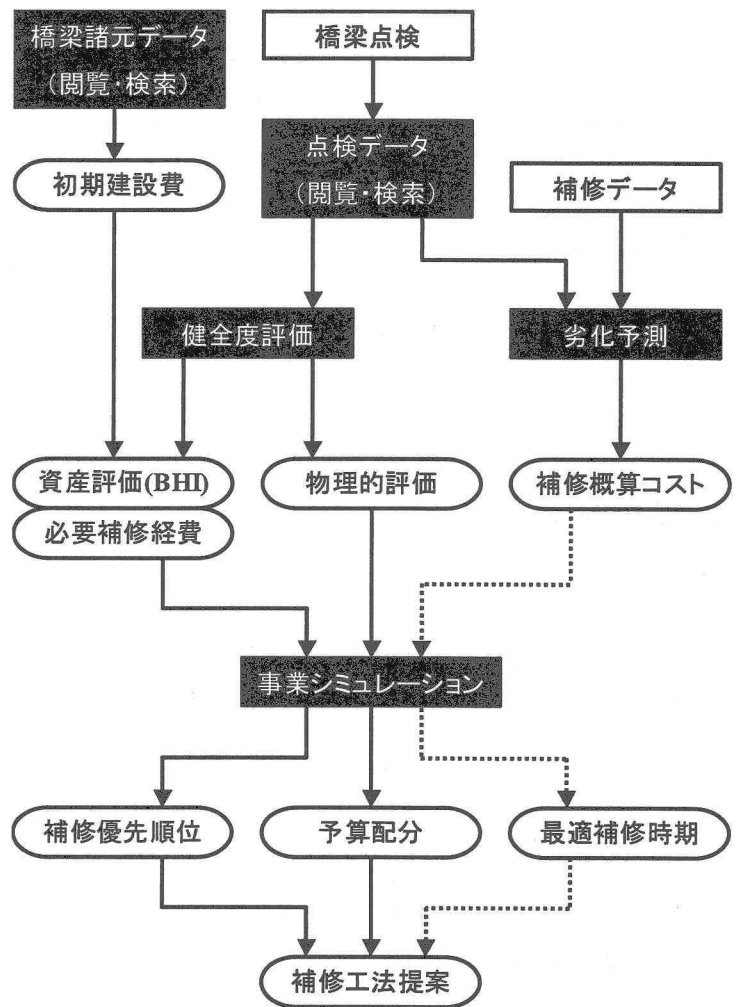 橋梁諸元データ
(閲覧・検索)
橋梁点検
点検データ
(閲覧・検索)
初期建設費
補修データ
健全度評価
劣化予測
資産評価(BHI)
物理的評価
補修概算コスト
必要補修経費
事業シミュレーション
補修優先順位
予算配分
最適補修時期
補修工法提案